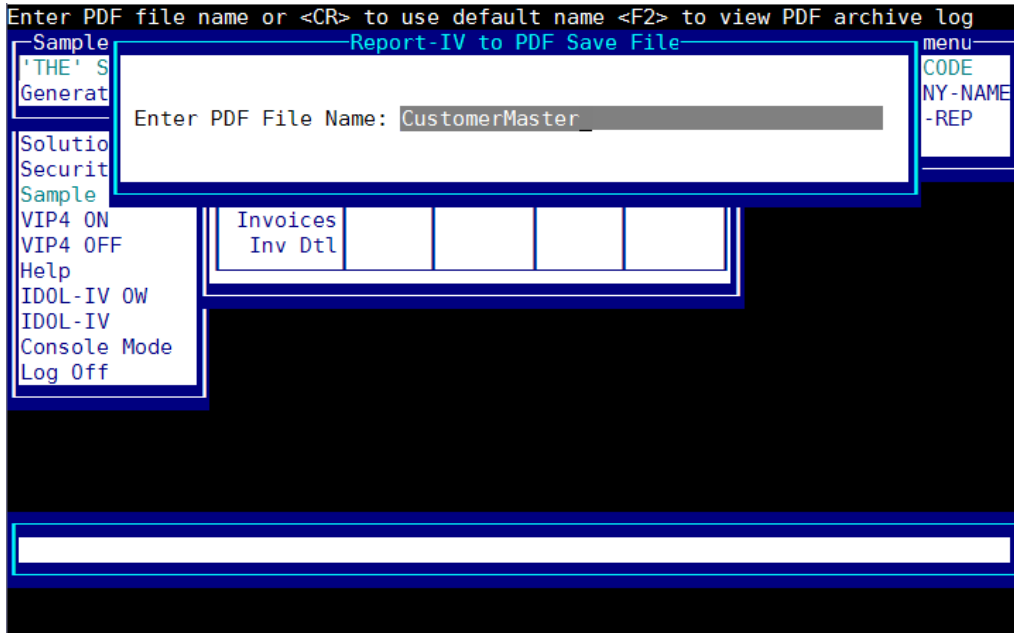 Enter PDF file name or <CR> to use default name <F2> to view PDF archive log
Sample
Report-IV to PDF Save File
menu
'THE' S
CODE
Generat
NY-NAME
Enter PDF File Name: CustomerMaster_
-REP
Solutio
Securit
Sample
VIP4 ON
Invoices
VIP4 OFF
Inv Dtl
Help
IDOL-IV OW
IDOL-IV
Console Mode
Log Off